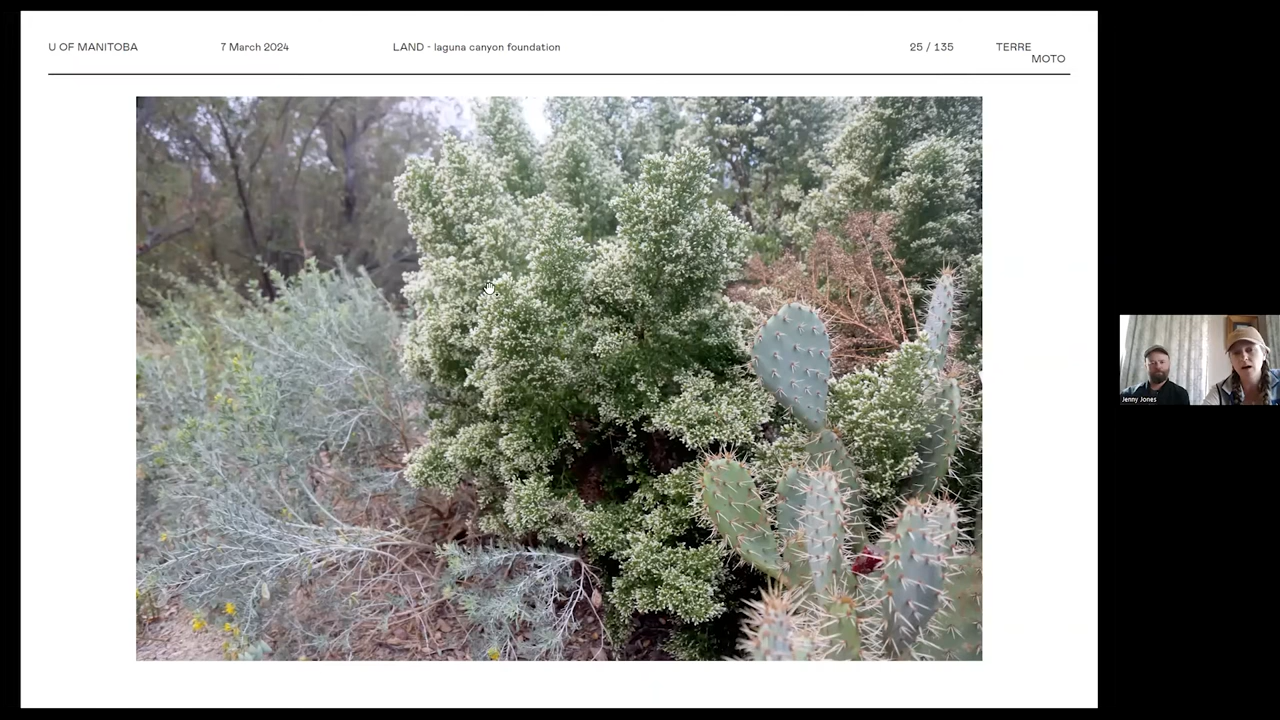 U OF MANITOBA
7 March 2024
LAND - laguna canyon foundation
25 / 135
TERRE
MOTO
Jenny Jones